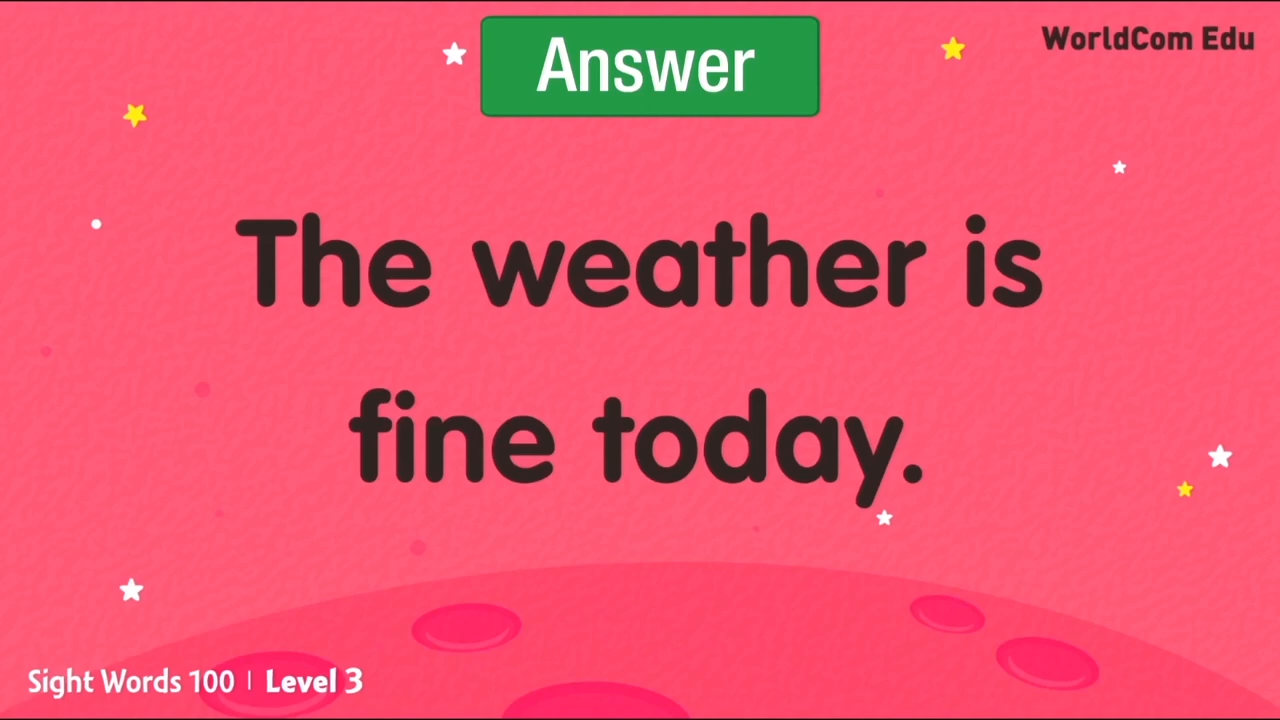 Answer
WorldCom Edu
The weather is
fine today.
Sight Words 100 | Level 3